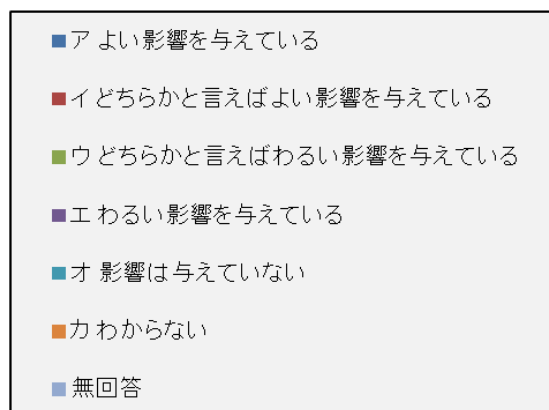 ア よい影響を与えている
イ どちらかと言えばよい影響を与えている
ウ どちらかと言えばわるい影響を与えている
エ わるい影響を与えている
オ 影響は与えていない
カ わからない
無回答